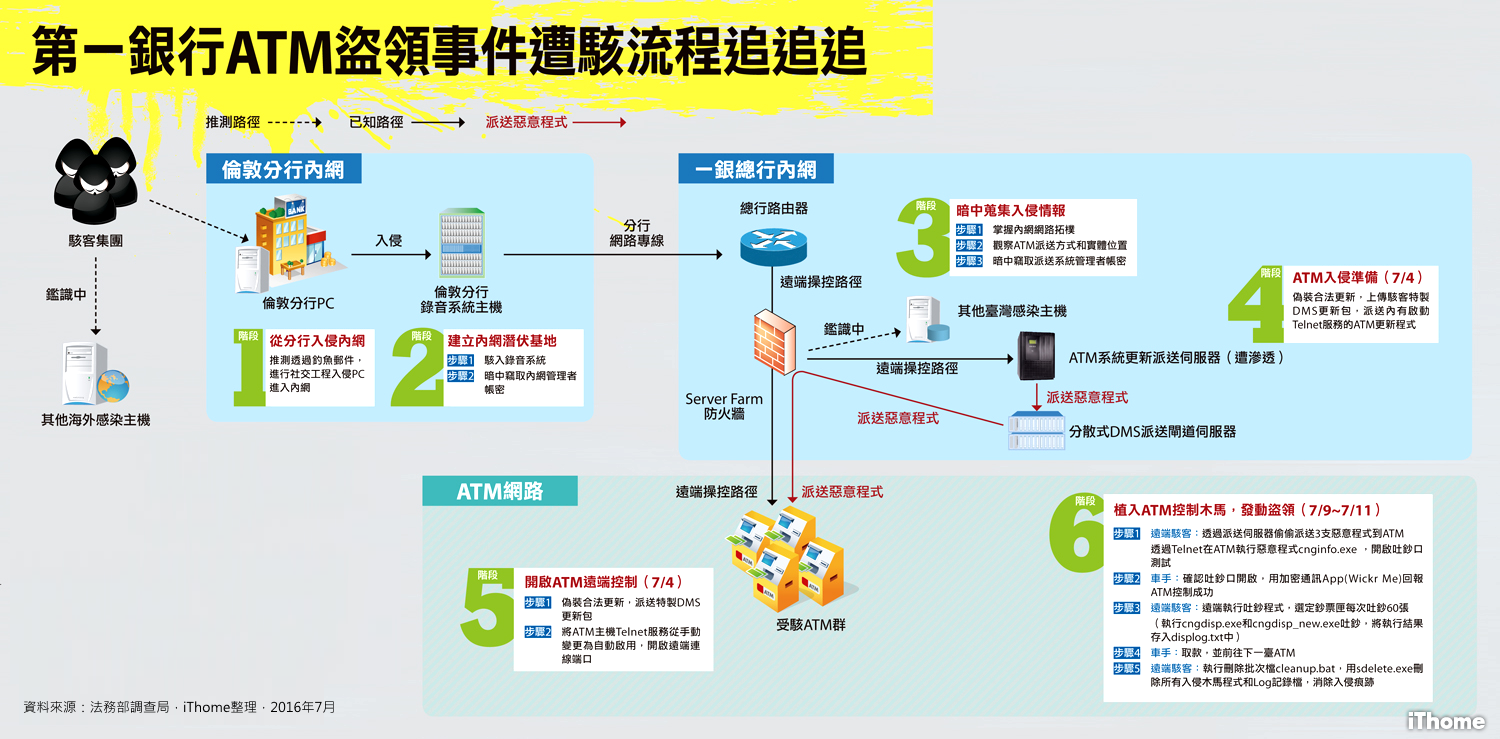 第一銀行ATM盜領事件遭駭流程追追追
推測路徑
已知路徑
派送惡意程式
駭客集團
鑑識中
其他海外感染主機
倫敦分行內網
BANK
倫敦分行PC
入侵
倫敦分行
錄音系統主機
階段
1
從分行入侵內網
推測透過釣魚郵件,
進行社交工程入侵PC
進入內網
階段
2
建立內網潛伏基地
步驟1 駭入錄音系統
步驟2 暗中竊取內網管理者
帳密
分行
網路專線
一銀總行內網
總行路由器
遠端操控路徑
階段
3
暗中蒐集入侵情報
步驟1 掌握內網網路拓樸
步驟2 觀察ATM派送方式和實體位置
步驟3 暗中竊取派送系統管理者帳密
階段
4
ATM入侵準備(7/4)
偽裝合法更新,上傳駭客特製
DMS更新包,派送內有啟動
Telnet服務的ATM更新程式
鑑識中
其他臺灣感染主機
遠端操控路徑
ATM系統更新派送伺服器(遭滲透)
派送惡意程式
Server Farm
防火牆
派送惡意程式
分散式DMS派送閘道伺服器
ATM網路
遠端操控路徑
派送惡意程式
ATM
ATM
ATM
ATM
受駭ATM群
階段
5
開啟ATM遠端控制(7/4)
步驟1 偽裝合法更新,派送特製DMS
更新包
步驟2 將ATM主機Telnet服務從手動
變更為自動啟用,開啟遠端連
線端口
階段
6
植入ATM控制木馬,發動盜領(7/9~7/11)
步驟1 遠端駭客:透過派送伺服器偷偷派送3支惡意程式到ATM
透過Telnet在ATM執行惡意程式cnginfo.exe ,開啟吐鈔口
測試
步驟2 車手:確認吐鈔口開啟,用加密通訊App(Wickr Me)回報
ATM控制成功
步驟3 遠端駭客:遠端執行吐鈔程式,選定鈔票匣每次吐鈔60張
(執行cngdisp.exe和cngdisp_new.exe吐鈔,將執行結果
存入displog.txt中)
步驟4 車手:取款,並前往下一臺ATM
步驟5 遠端駭客:執行刪除批次檔cleanup.bat,用sdelete.exe刪
除所有入侵木馬程式和Log記錄檔,消除入侵痕跡
資料來源:法務部調查局,iThome整理,2016年7月
iThome